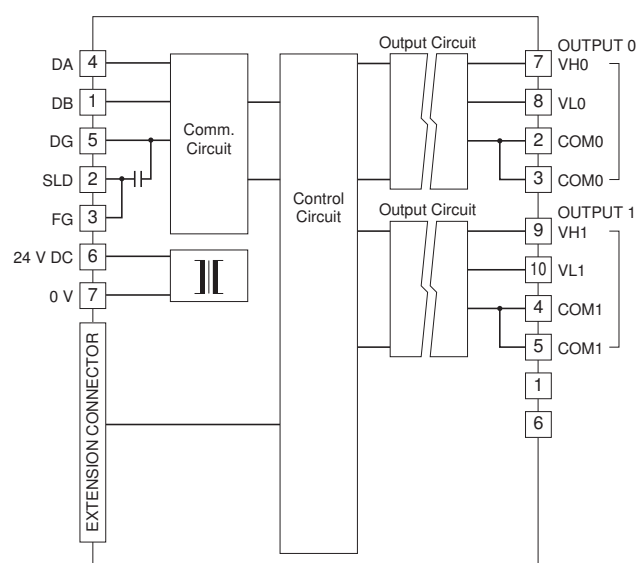 Output Circuit
OUTPUT 0
DA 4
7 VH0
DB 1
8 VL0
DG 5
Comm.
Circuit
2 COM0
SLD 2
3 COM0
Control
Circuit
FG 3
Output Circuit
OUTPUT 1
9 VH1
24 V DC 6
10 VL1
0 V 7
4 COM1
5 COM1
1
6
EXTENSION CONNECTOR